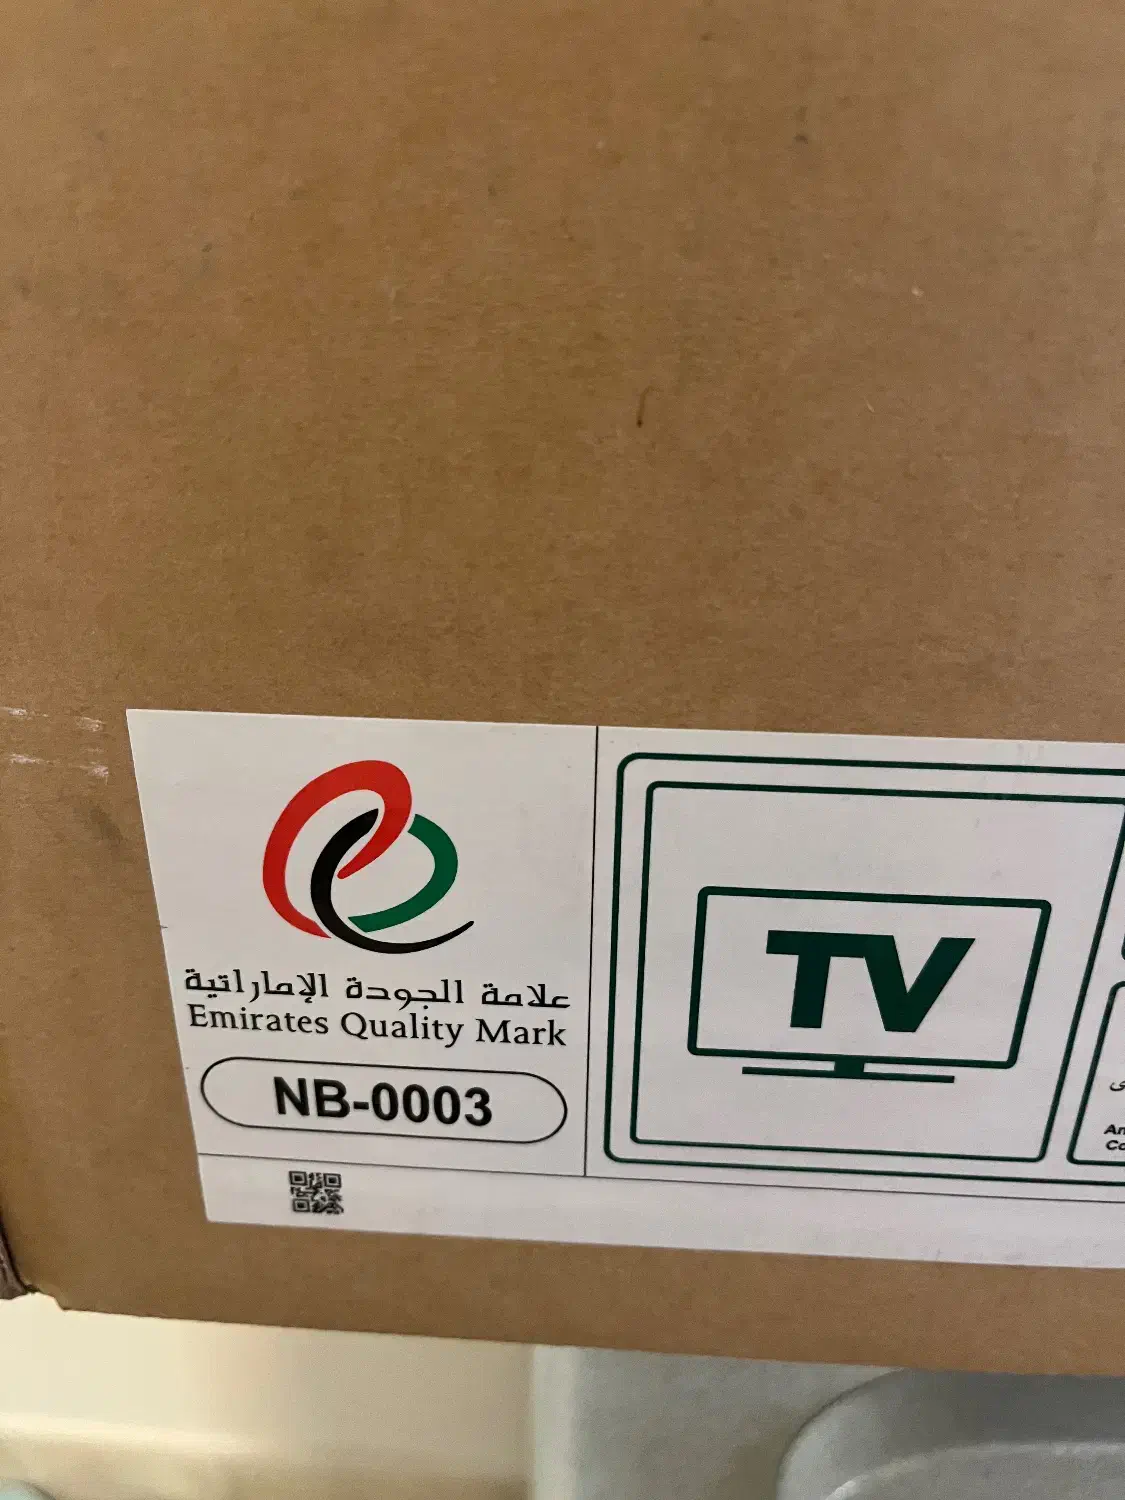 علامة الجودة الإماراتية
Emirates Quality Mark
NB-0003
TV